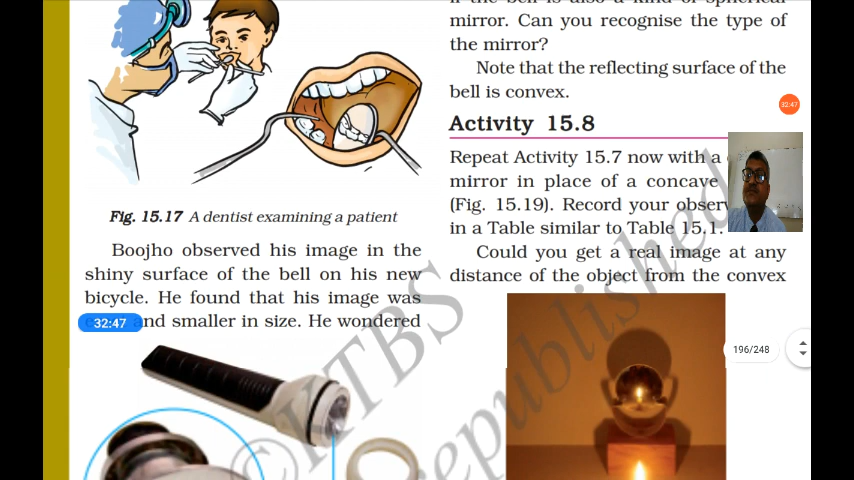 Fig. 15.17 A dentist examining a patient
Boojho observed his image in the
shiny surface of the bell on his new
bicycle. He found that his image was
and smaller in size. He wondered
32:47
if the bell is also a kind of spherical
mirror. Can you recognise the type of
the mirror?
Note that the reflecting surface of the
bell is convex.
Activity 15.8
Repeat Activity 15.7 now with a
mirror in place of a concave
(Fig. 15.19). Record your
in a Table similar to Table 15.1.
Could you get a real image at any
distance of the object from the convex
32:47
196/248
©KTBS
republished